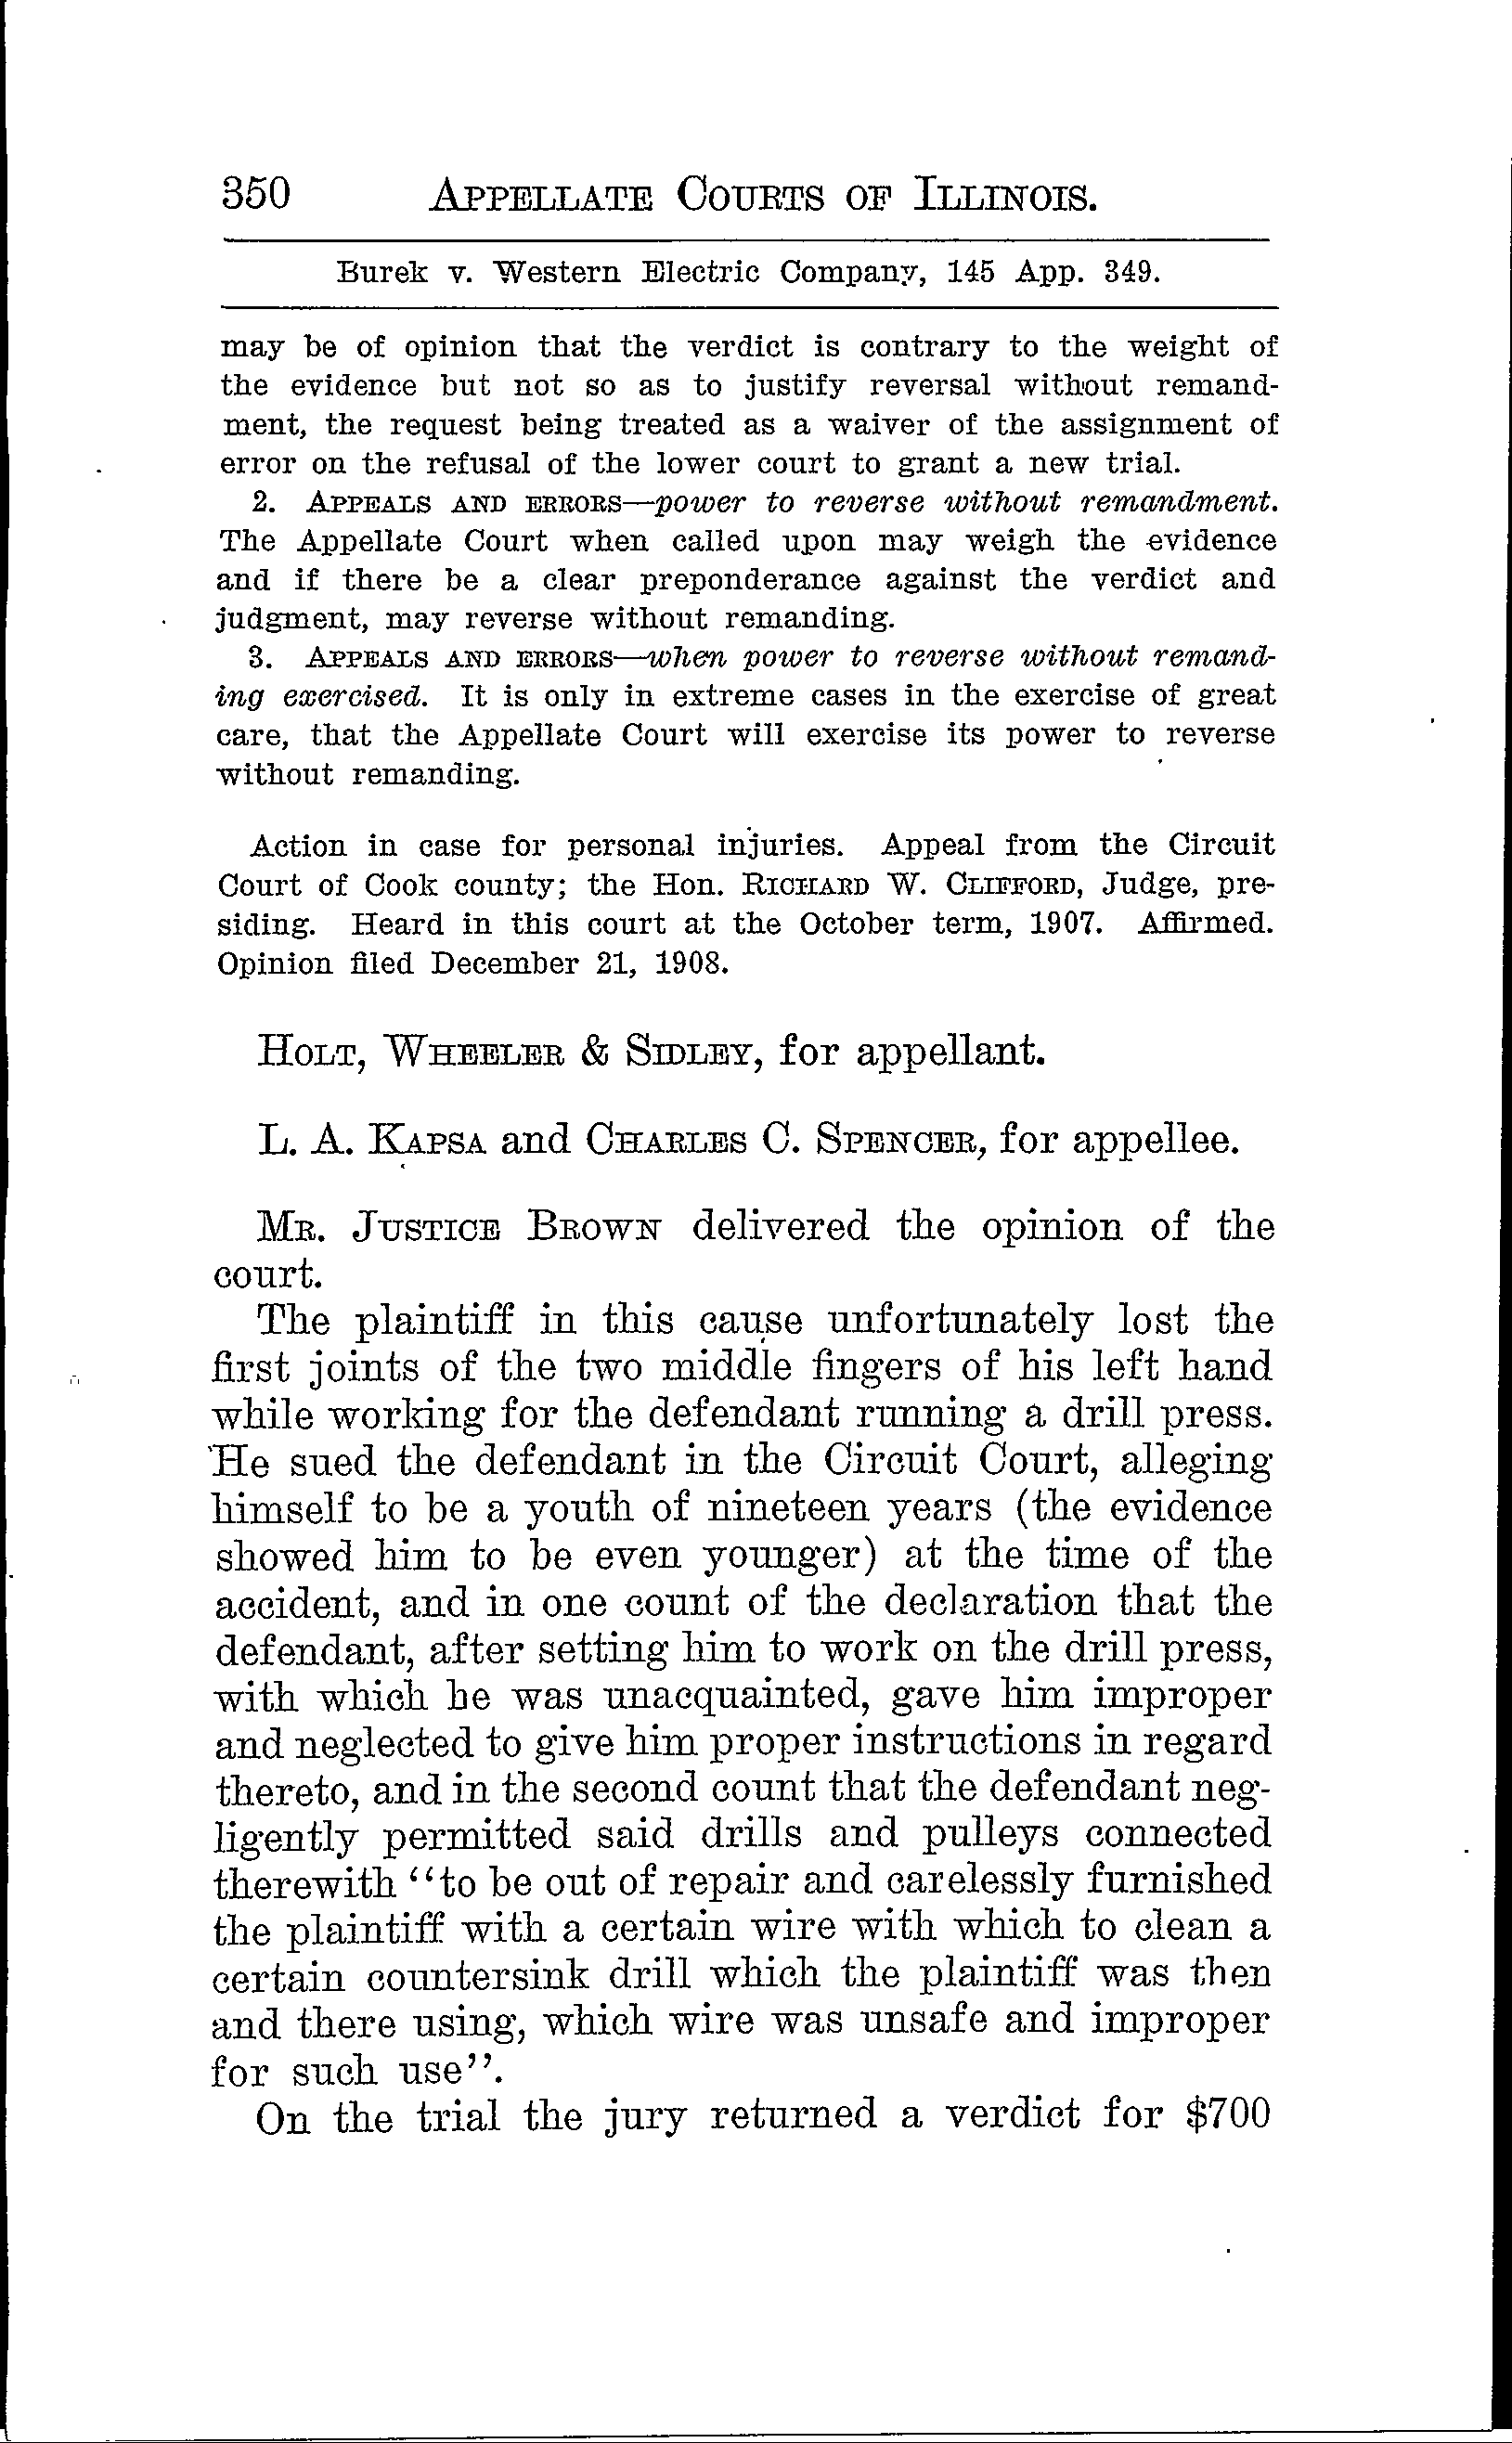 350 APPELLATE COURTS OF ILLINOIS.
Burek v. Western Electric Company, 145 App. 349.
may be of opinion that the verdict is contrary to the weight of
the evidence but not so as to justify reversal without remand-
ment, the request being treated as a waiver of the assignment of
error on the refusal of the lower court to grant a new trial.
2. APPEALS AND ERRORS—power to reverse without remandment.
The Appellate Court when called upon may weigh the evidence
and if there be a clear preponderance against the verdict and
judgment, may reverse without remanding.
3. APPEALS AND ERRORS—when power to reverse without remand-
ing exercised. It is only in extreme cases in the exercise of great
care, that the Appellate Court will exercise its power to reverse
without remanding.
Action in case for personal injuries. Appeal from the Circuit
Court of Cook county; the Hon. RICHARD W. CLIFFORD, Judge, pre-
siding. Heard in this court at the October term, 1907. Affirmed.
Opinion filed December 21, 1908.
HOLT, WHEELER & SIDLEY, for appellant.
L. A. KAPSA and CHARLES C. SPENCER, for appellee.
MR. JUSTICE BROWN delivered the opinion of the
court.
The plaintiff in this cause unfortunately lost the
first joints of the two middle fingers of his left hand
while working for the defendant running a drill press.
He sued the defendant in the Circuit Court, alleging
himself to be a youth of nineteen years (the evidence
showed him to be even younger) at the time of the
accident, and in one count of the declaration that the
defendant, after setting him to work on the drill press,
with which he was unacquainted, gave him improper
and neglected to give him proper instructions in regard
thereto, and in the second count that the defendant neg-
ligently permitted said drills and pulleys connected
therewith "to be out of repair and carelessly furnished
the plaintiff with a certain wire with which to clean a
certain countersink drill which the plaintiff was then
and there using, which wire was unsafe and improper
for such use".
On the trial the jury returned a verdict for $700